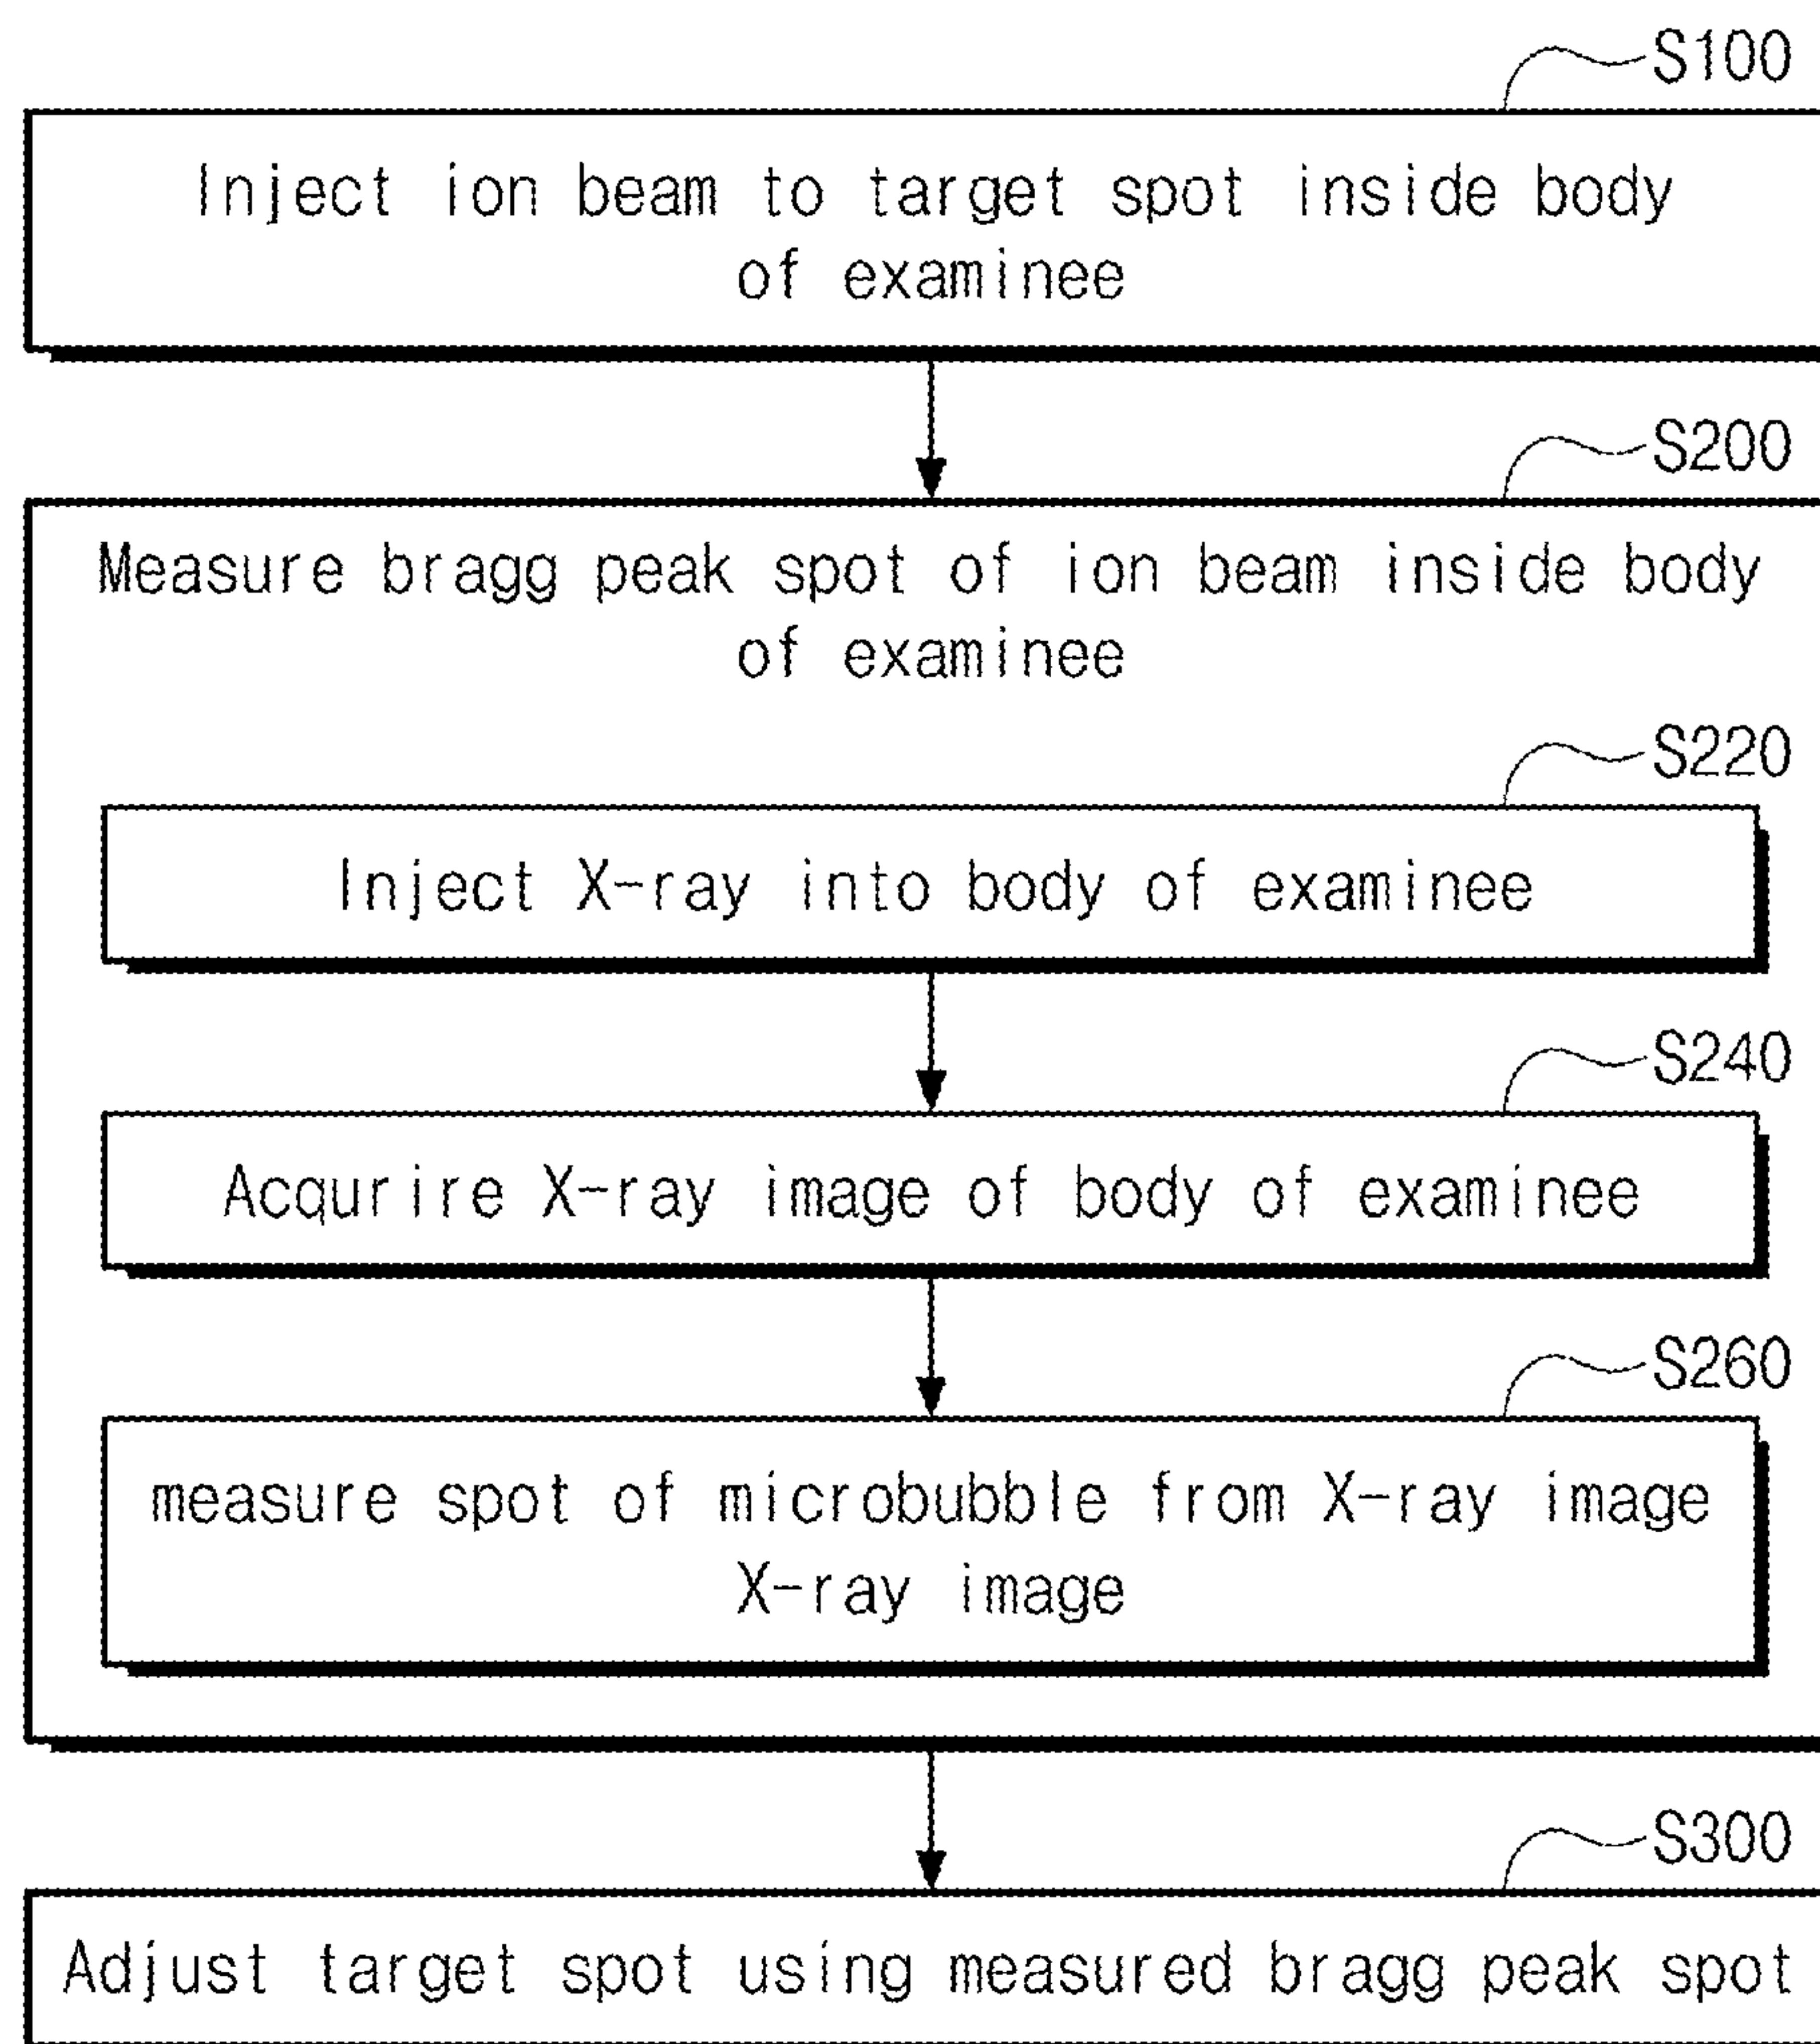 S100
Inject ion beam to target spot inside body
of examinee
S200
Measure bragg peak spot of ion beam inside body
of examinee
S220
Inject X-ray into body of examinee
S240
Acqurire X-ray image of body of examinee
S260
measure spot of microbubble from X-ray image
X-ray image
S300
Adjust target spot using measured bragg peak spot